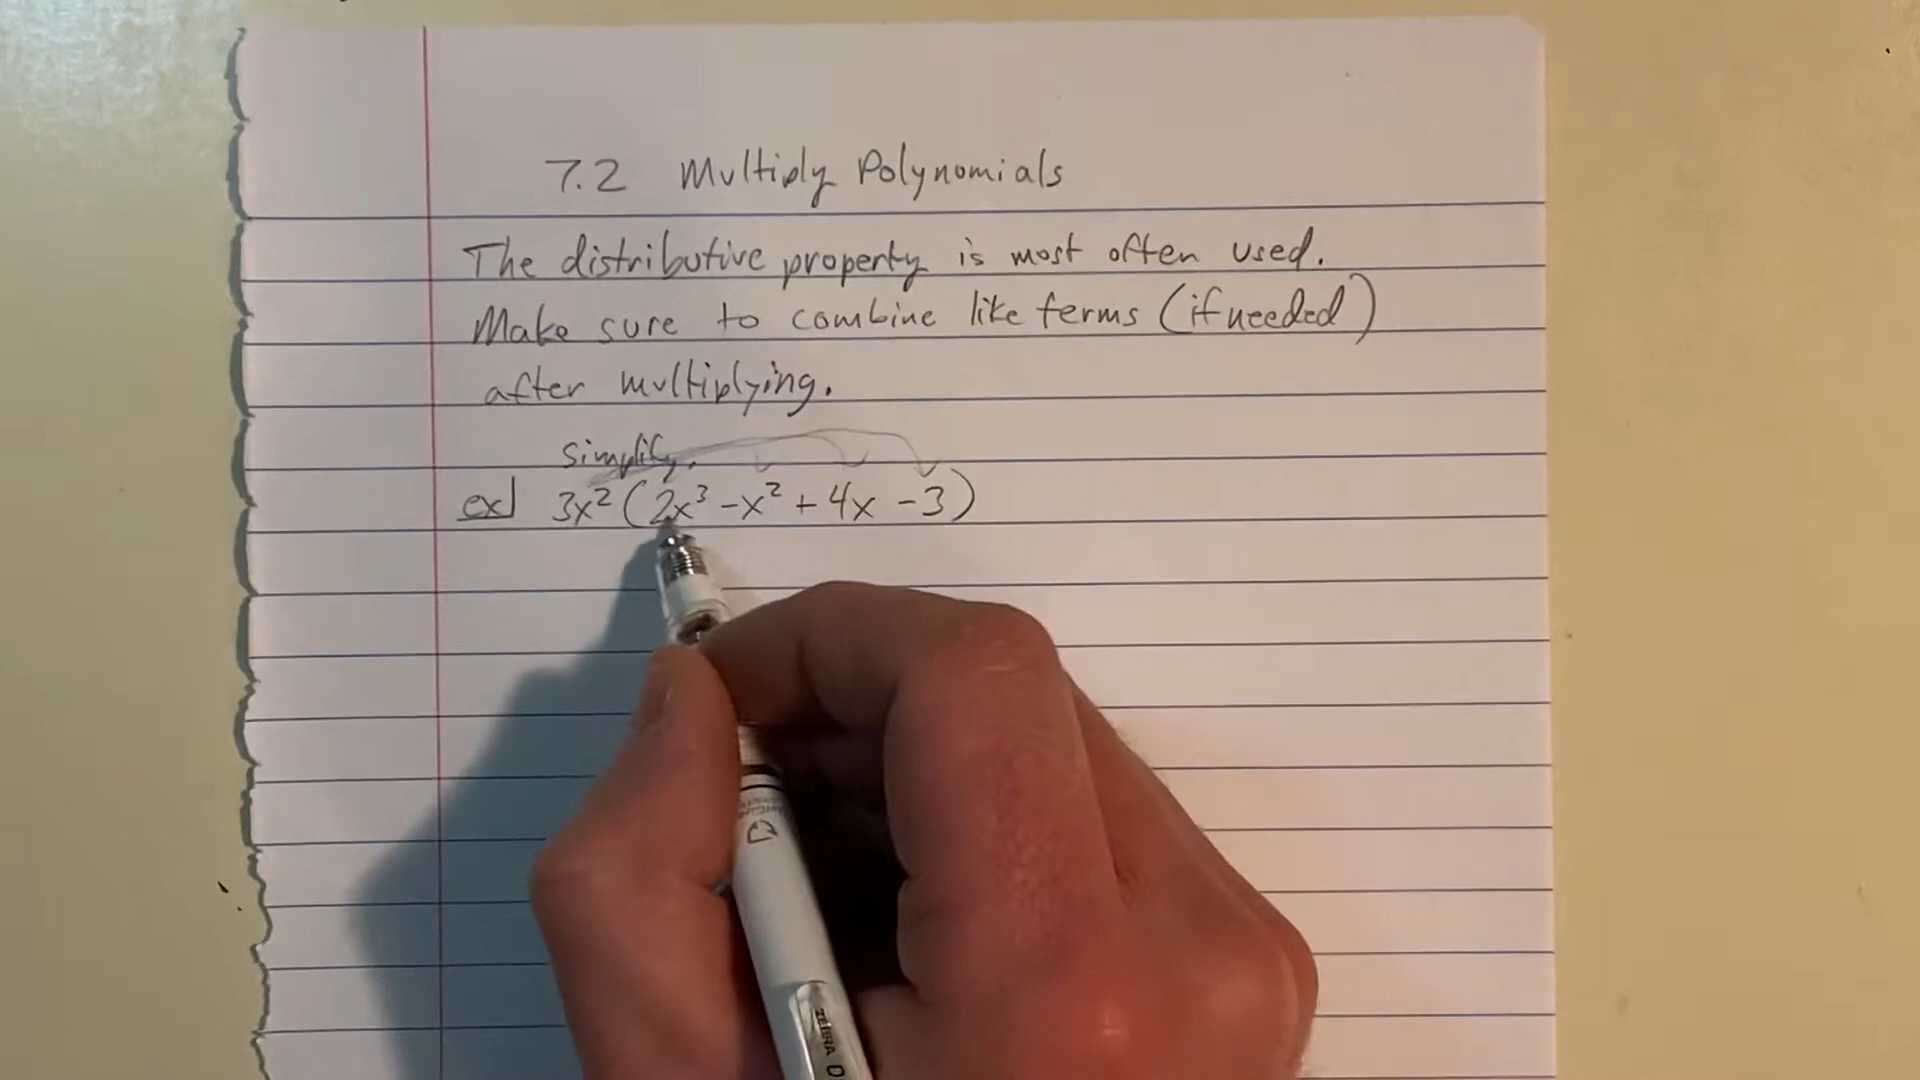 7.2 Multiply Polynomials
The distributive property is most often used.
Make sure to combine like terms (if needed)
after multiplying.
Simplify.
ex] 3x²(2x³ - x² + 4x - 3)
ZEBRA D